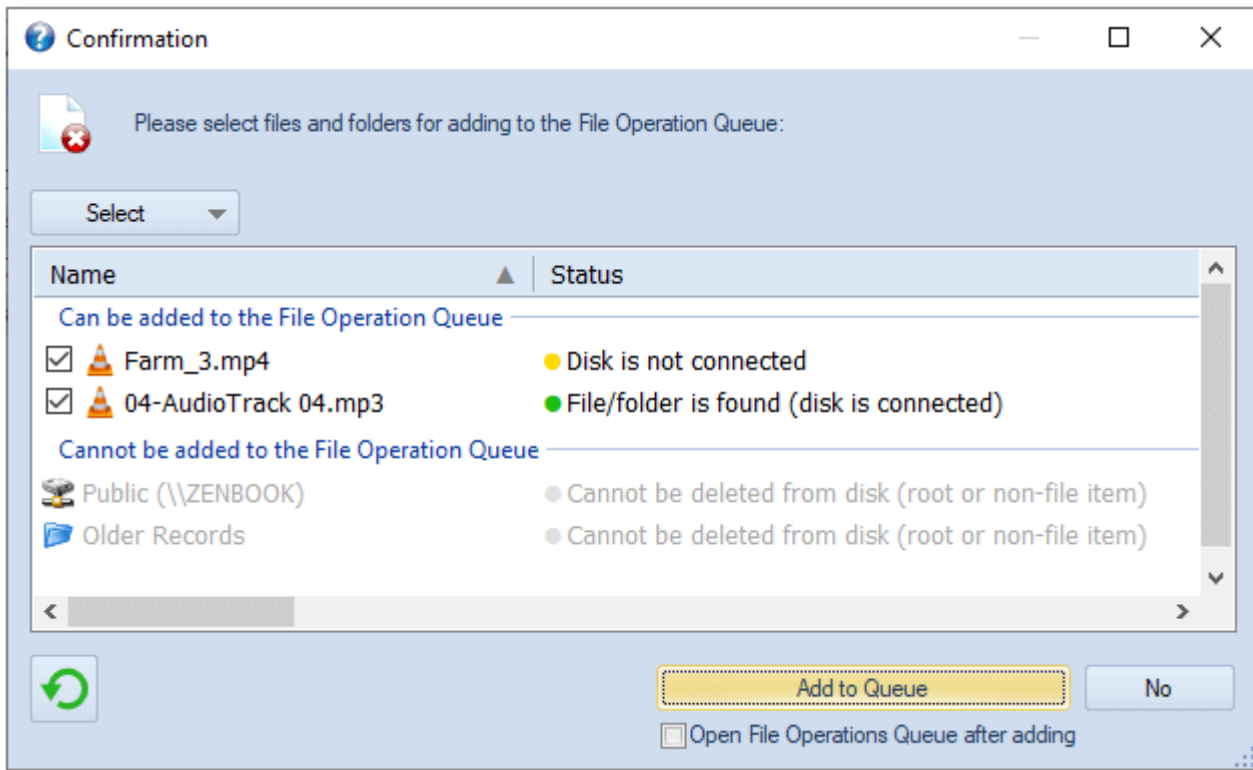 Confirmation
Please select files and folders for adding to the File Operation Queue:
Select
Name Status
Can be added to the File Operation Queue
Farm_3.mp4 Disk is not connected
04-AudioTrack 04.mp3 File/folder is found (disk is connected)
Cannot be added to the File Operation Queue
Public (\\ZENBOOK) Cannot be deleted from disk (root or non-file item)
Older Records Cannot be deleted from disk (root or non-file item)
Add to Queue No
Open File Operations Queue after adding